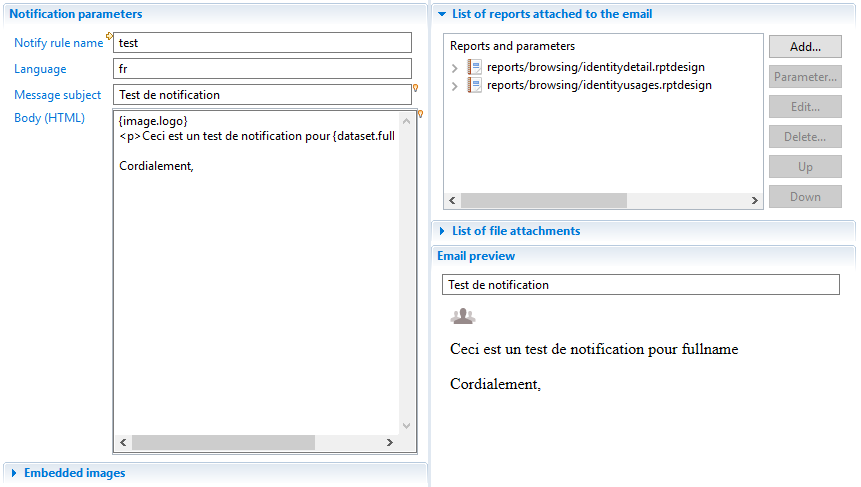 Notification parameters
Notify rule name
test
Language
fr
Message subject
Test de notification
Body (HTML)
{image.logo}
<p>Ceci est un test de notification pour {dataset.full
Cordialement,
Embedded images
List of reports attached to the email
Reports and parameters
reports/browsing/identitydetail.rptdesign
reports/browsing/identityusages.rptdesign
Add...
Parameter...
Edit...
Delete...
Up
Down
List of file attachments
Email preview
Test de notification
Ceci est un test de notification pour fullname
Cordialement,